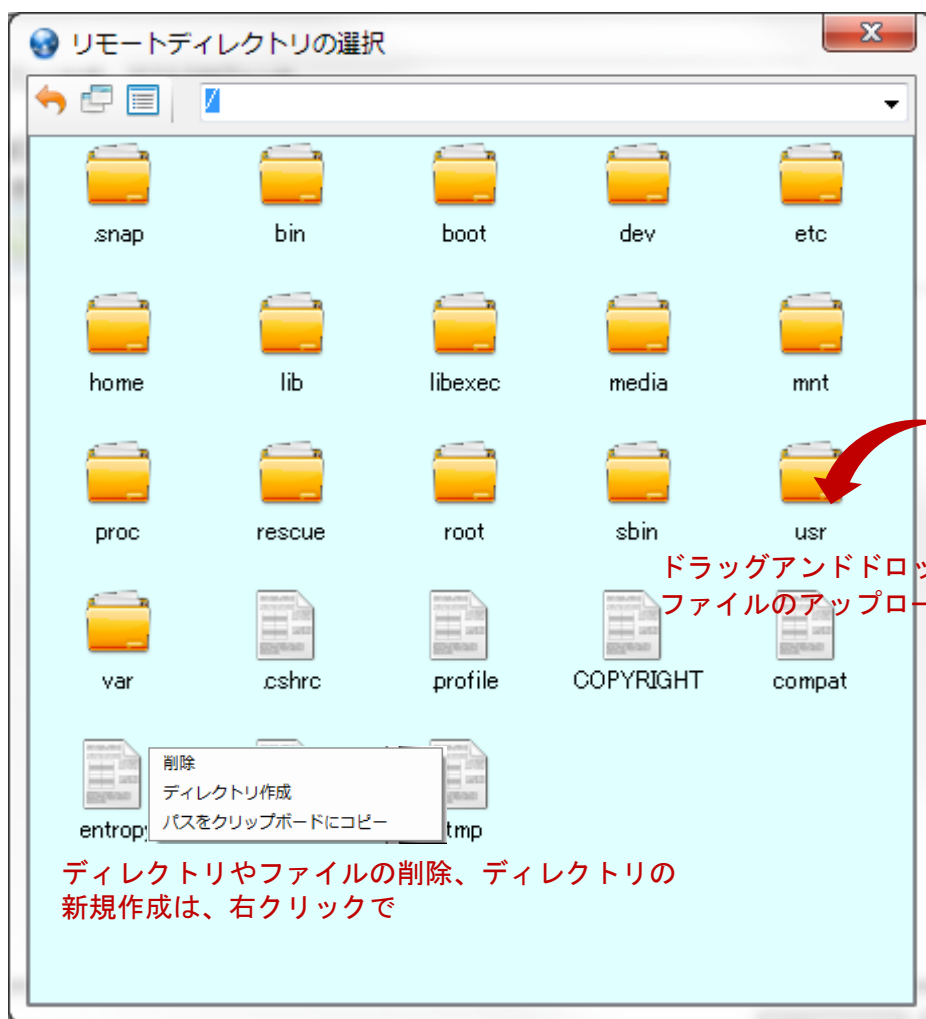 リモートディレクトリの選択
/
.snap
bin
boot
dev
etc
home
lib
libexec
media
mnt
proc
rescue
root
sbin
usr
ドラッグアンドドロッ
ファイルのアップロー
var
.cshrc
.profile
COPYRIGHT
compat
削除
ディレクトリ作成
パスをクリップボードにコピー
entropy
tmp
ディレクトリやファイルの削除、ディレクトリの
新規作成は、右クリックで